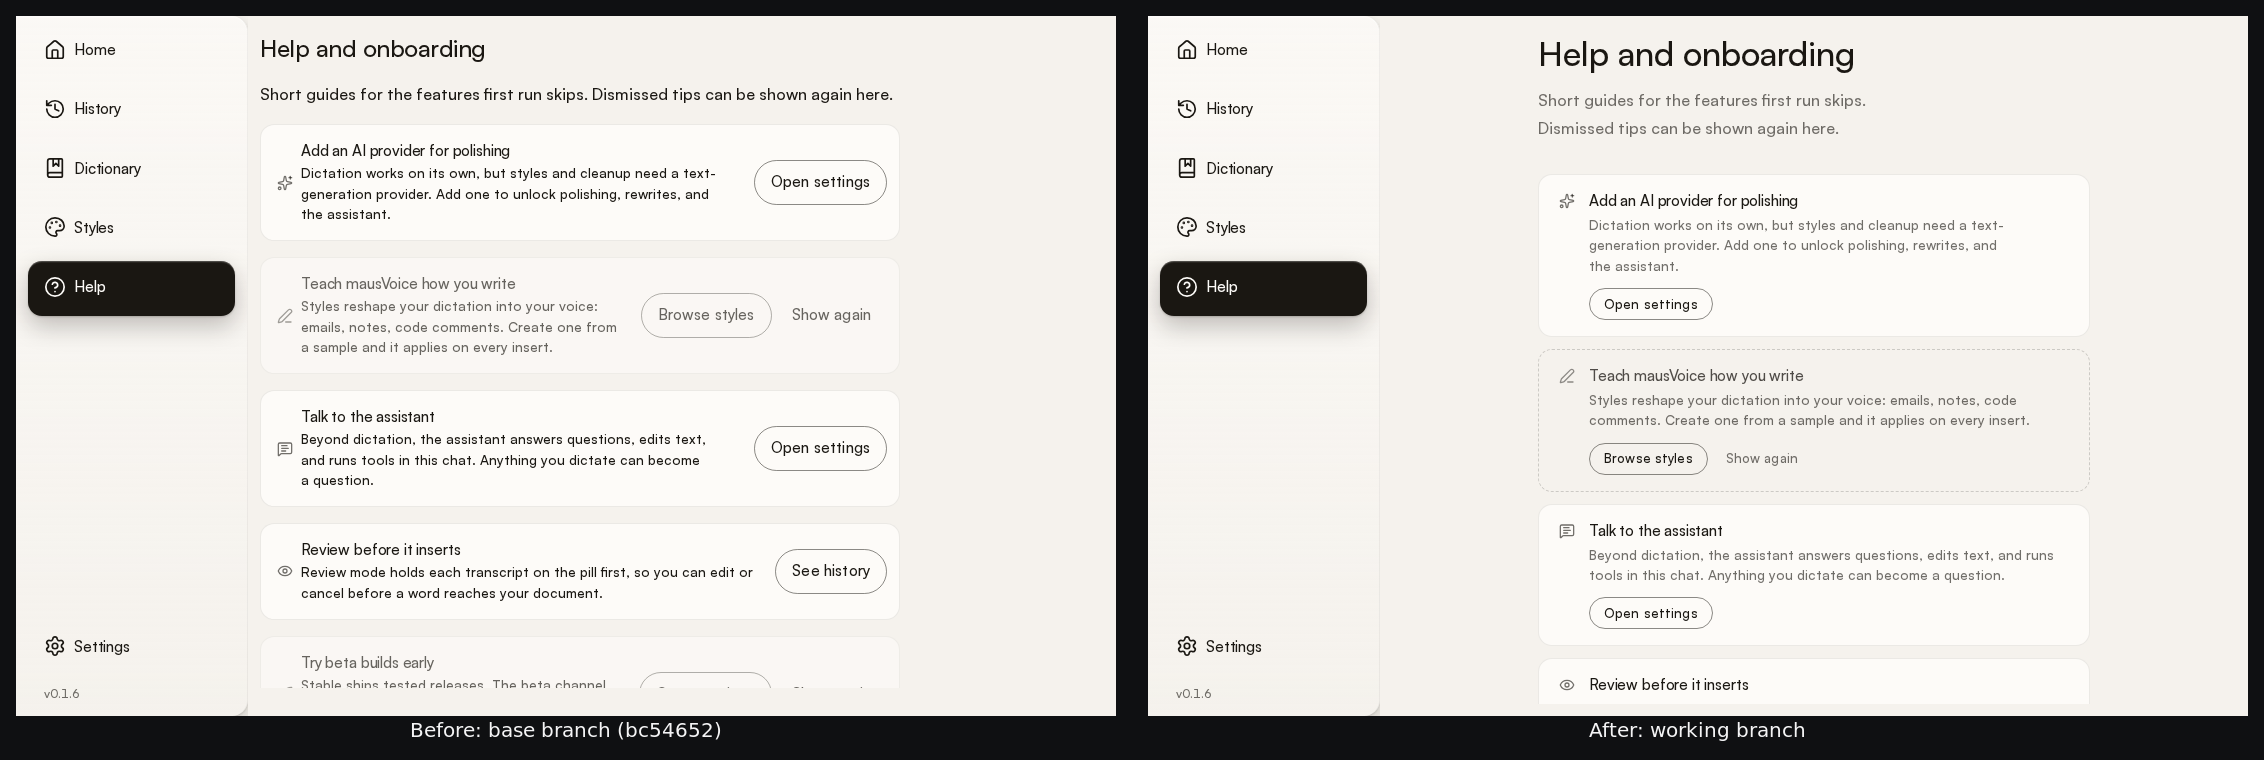 Home
History
Dictionary
Styles
Help
Settings
v0.1.6
Help and onboarding
Short guides for the features first run skips. Dismissed tips can be shown again here.
Add an AI provider for polishing
Dictation works on its own, but styles and cleanup need a text-
generation provider. Add one to unlock polishing, rewrites, and
the assistant.
Open settings
Teach mausVoice how you write
Styles reshape your dictation into your voice:
emails, notes, code comments. Create one from
a sample and it applies on every insert.
Browse styles
Show again
Talk to the assistant
Beyond dictation, the assistant answers questions, edits text,
and runs tools in this chat. Anything you dictate can become
a question.
Open settings
Review before it inserts
Review mode holds each transcript on the pill first, so you can edit or
cancel before a word reaches your document.
See history
Try beta builds early
Stable ships tested releases. The beta channel
Before: base branch (bc54652)
Home
History
Dictionary
Styles
Help
Settings
v0.1.6
Help and onboarding
Short guides for the features first run skips.
Dismissed tips can be shown again here.
Add an AI provider for polishing
Dictation works on its own, but styles and cleanup need a text-
generation provider. Add one to unlock polishing, rewrites, and
the assistant.
Open settings
Teach mausVoice how you write
Styles reshape your dictation into your voice: emails, notes, code
comments. Create one from a sample and it applies on every insert.
Browse styles
Show again
Talk to the assistant
Beyond dictation, the assistant answers questions, edits text, and runs
tools in this chat. Anything you dictate can become a question.
Open settings
Review before it inserts
After: working branch